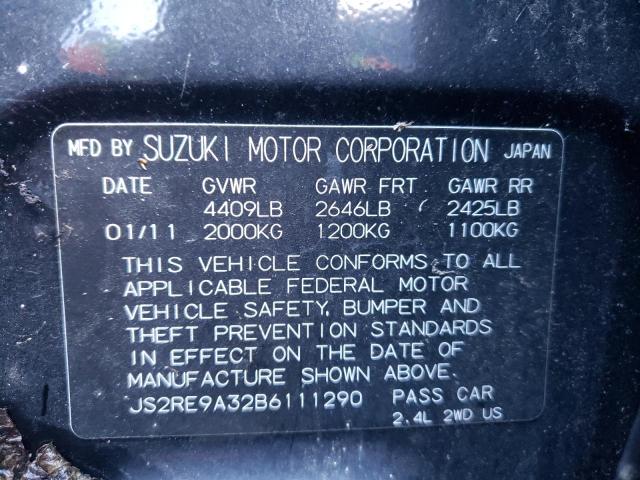 MFD BY SUZUKI MOTOR CORPORATION JAPAN
DATE GVWR GAWR FRT GAWR RR
4409LB 2646LB 2425LB
01/11 2000KG 1200KG 1100KG
THIS VEHICLE CONFORMS TO ALL
APPLICABLE FEDERAL MOTOR
VEHICLE SAFETY, BUMPER AND
THEFT PREVENTION STANDARDS
IN EFFECT ON THE DATE OF
MANUFACTURE SHOWN ABOVE.
JS2RE9A32B6111290 PASS CAR
2.4L 2WD US